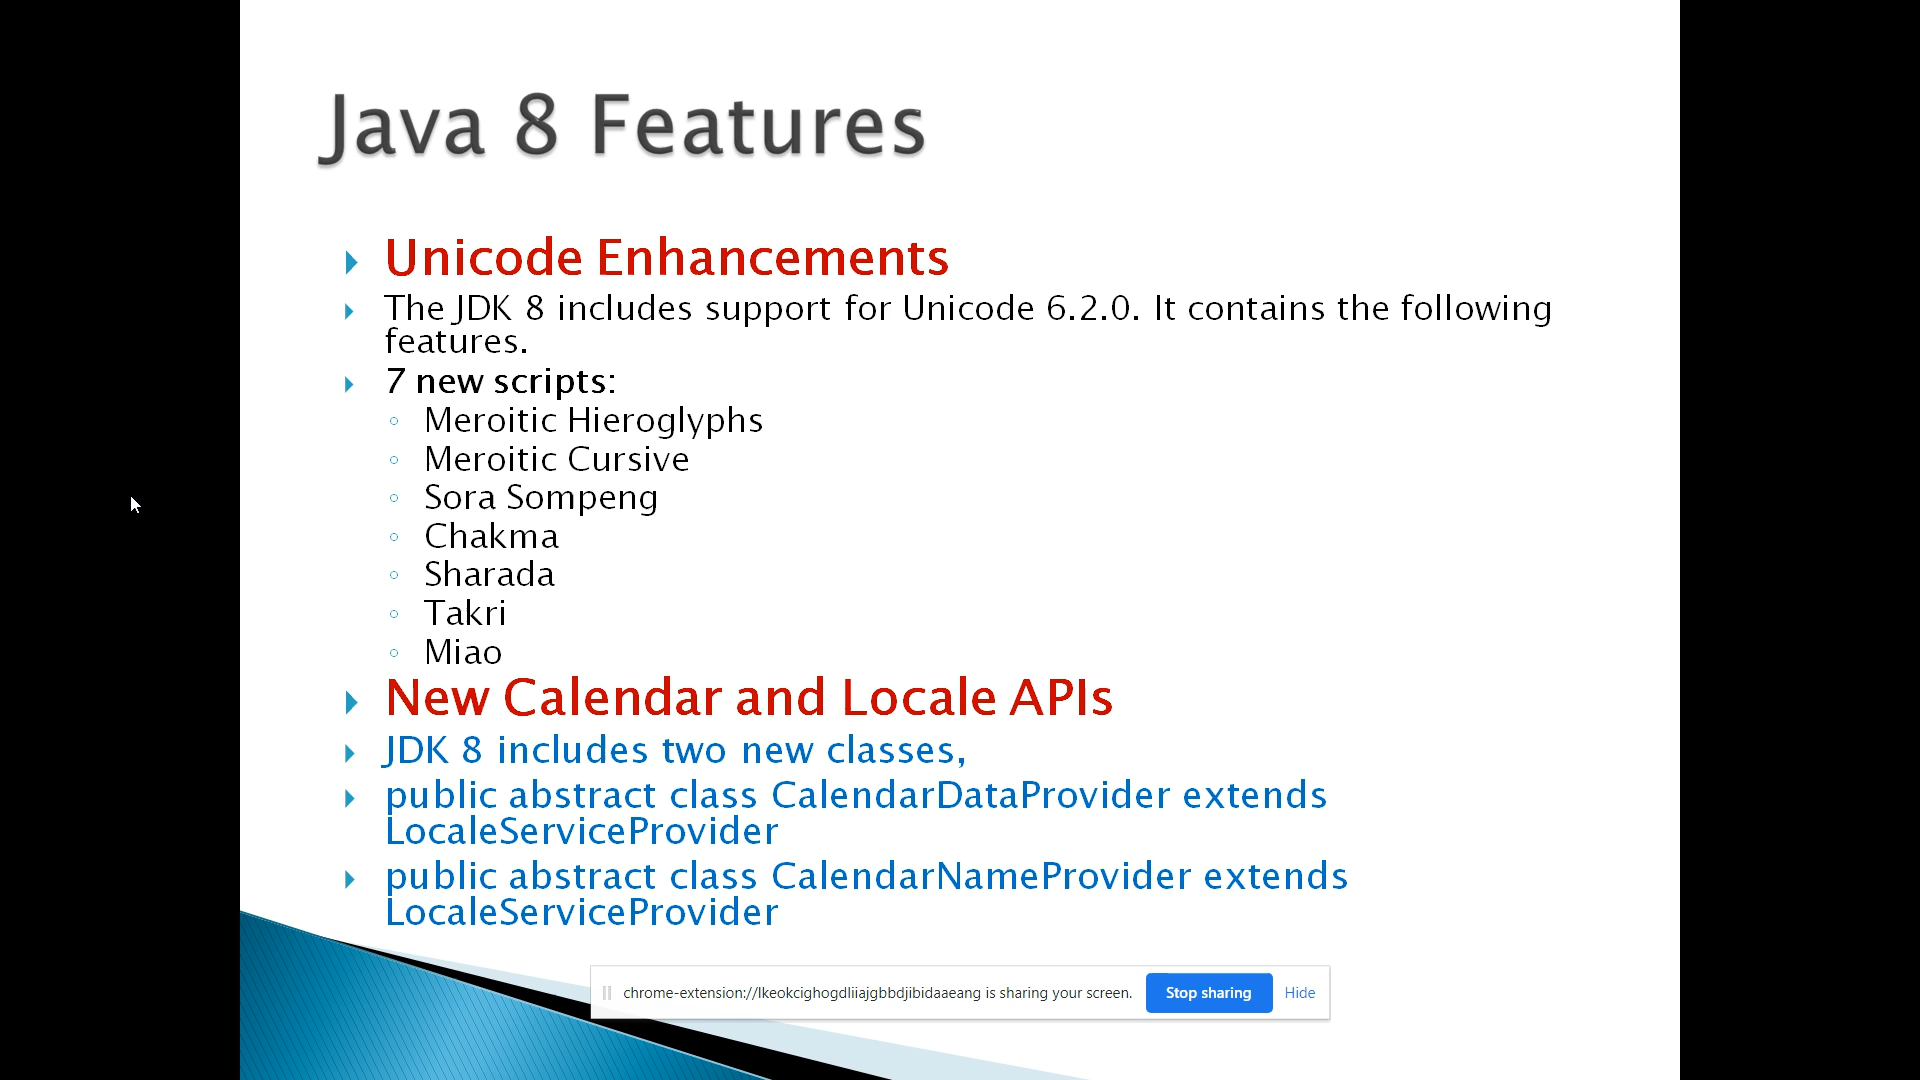 Java 8 Features
Unicode Enhancements
The JDK 8 includes support for Unicode 6.2.0. It contains the following
features.
7 new scripts:
Meroitic Hieroglyphs
Meroitic Cursive
Sora Sompeng
Chakma
Sharada
Takri
Miao
New Calendar and Locale APIs
JDK 8 includes two new classes,
public abstract class CalendarDataProvider extends
LocaleServiceProvider
public abstract class CalendarNameProvider extends
LocaleServiceProvider
chrome-extension://lkeokcighogdliiajgbbdjibidaaeang is sharing your screen. Stop sharing Hide